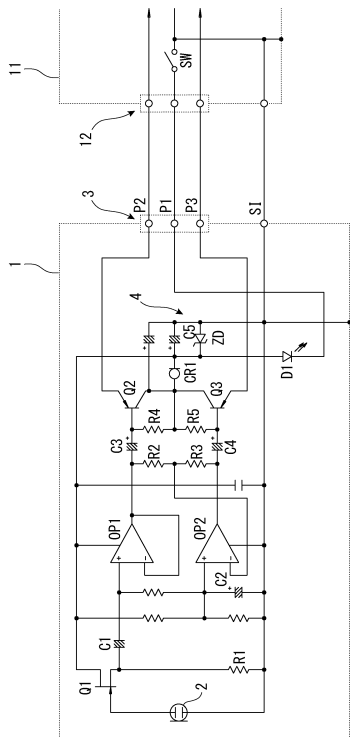 11
SW
12
P2
P1
P3
SI
3
1
4
C5
ZD
CR1
D1
Q2
Q3
R4
R5
C3
C4
R2
R3
OP1
OP2
C2
C1
Q1
R1
2
+
+
+
+
+
+
−
+
−